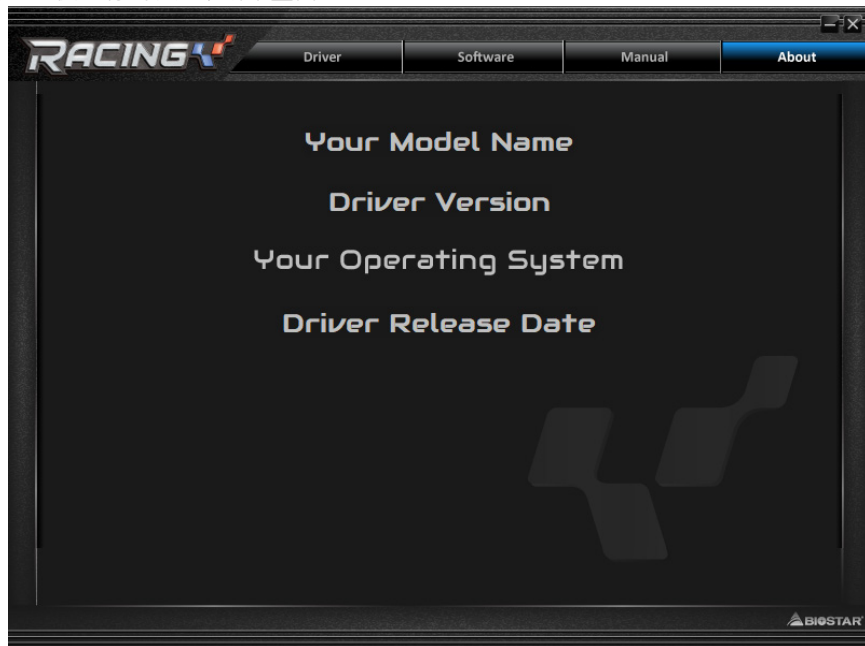 RACING
Driver
Software
Manual
About
Your Model Name
Driver Version
Your Operating System
Driver Release Date
BIOSTAR